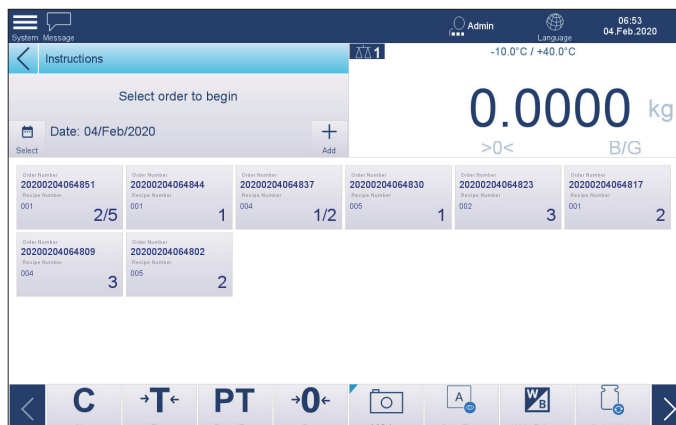 System Message
Admin
Language
06:53
04.Feb.2020
Instructions
1
-10.0°C / +40.0°C
Select order to begin
0.0000 kg
>0< B/G
Date: 04/Feb/2020
Select
Add
Order Number
20200204064851
Recipe Number
001
2/5
Order Number
20200204064844
Recipe Number
001
1
Order Number
20200204064837
Recipe Number
004
1/2
Order Number
20200204064830
Recipe Number
005
1
Order Number
20200204064823
Recipe Number
002
3
Order Number
20200204064817
Recipe Number
001
2
Order Number
20200204064809
Recipe Number
004
3
Order Number
20200204064802
Recipe Number
005
2
C
→T←
PT
→0←
A
W/B